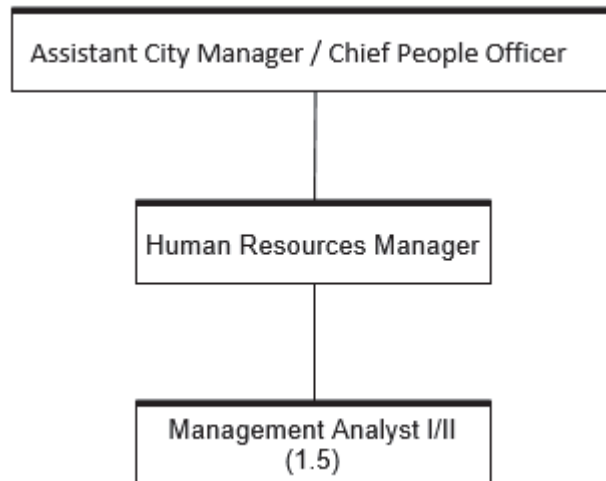 Assistant City Manager / Chief People Officer
Human Resources Manager
Management Analyst I/II
(1.5)